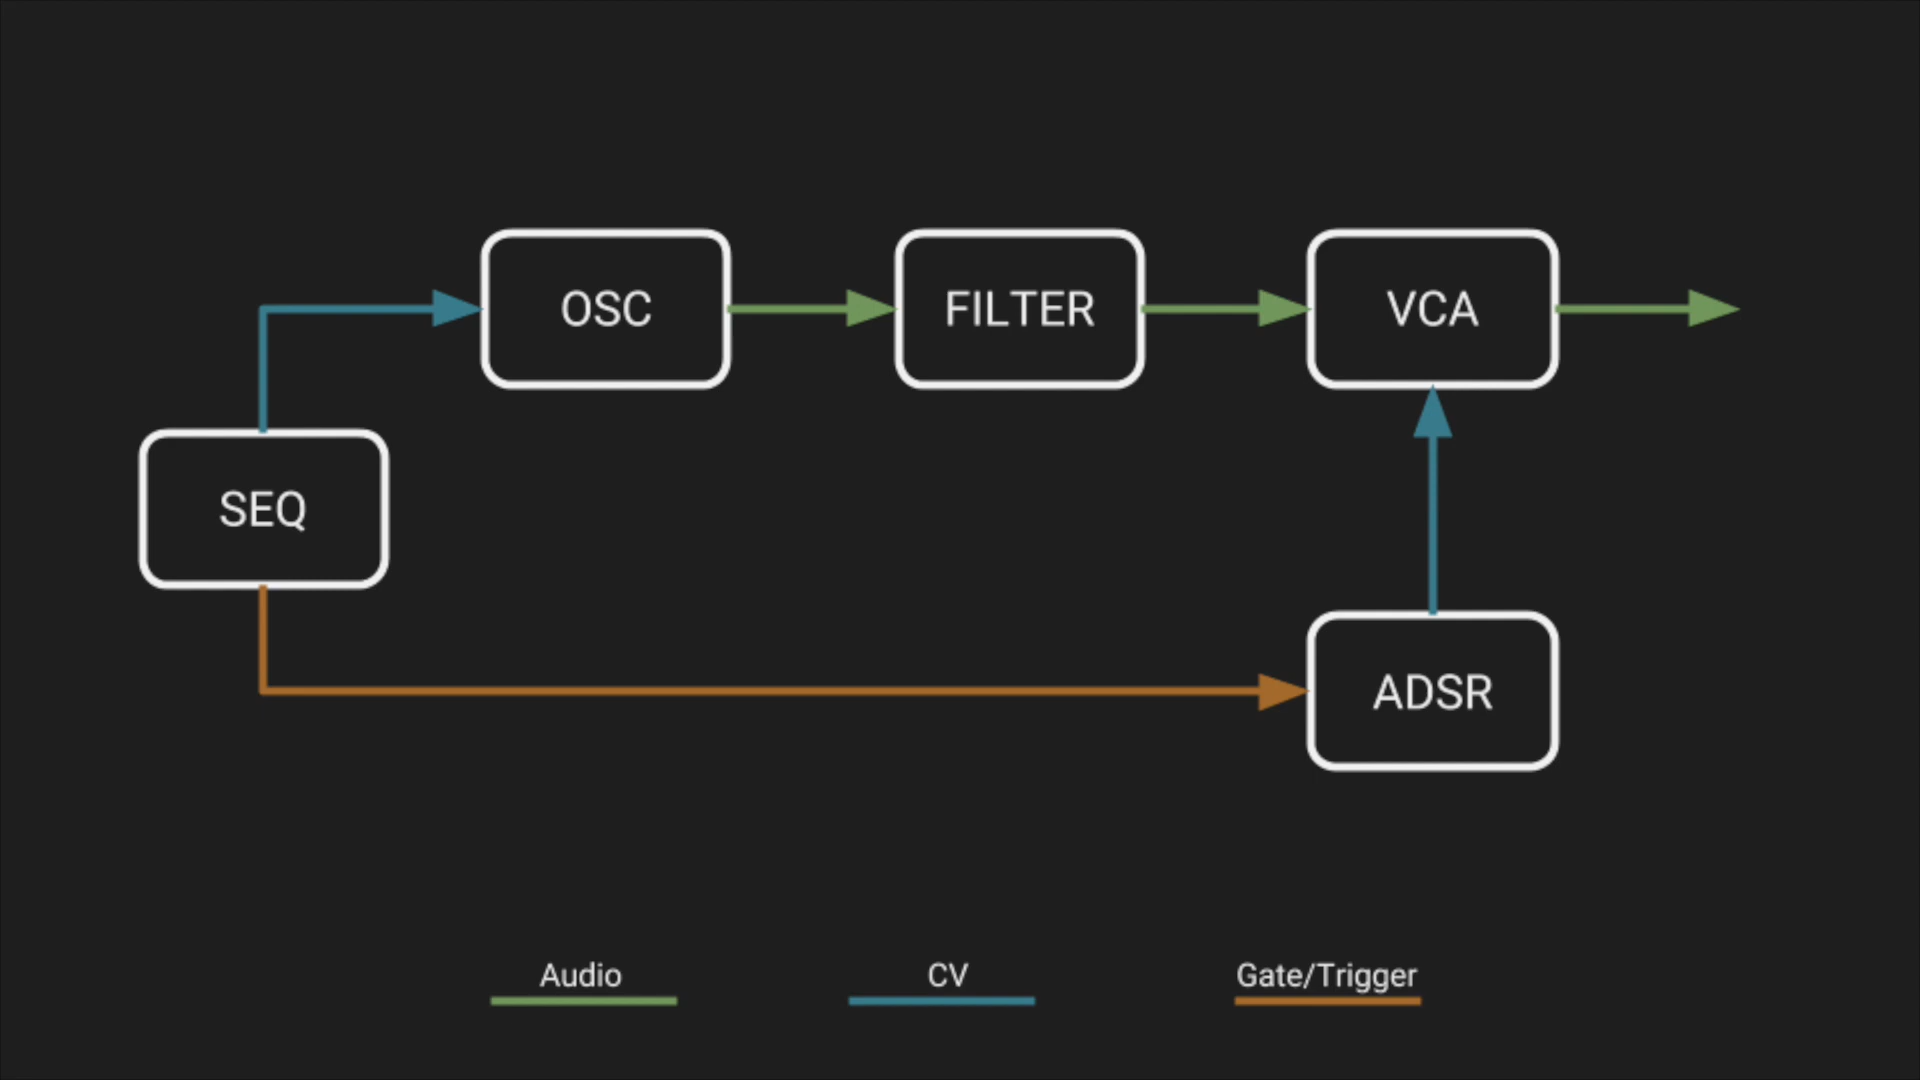 OSC
FILTER
VCA
SEQ
ADSR
Audio
CV
Gate/Trigger